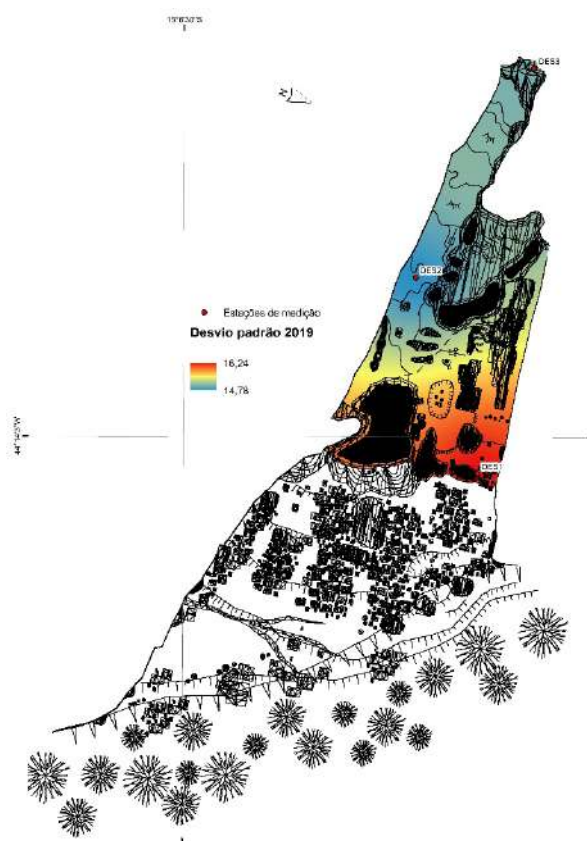 DES3
N
DES2
Estações de medição
Desvio padrão 2019
16,24
14,78
DES1